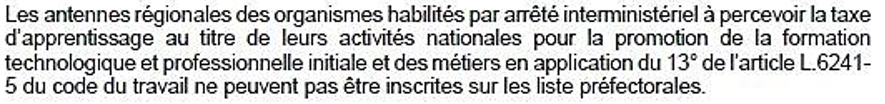 Les antennes régionales des organismes habilités par arrêté interministériel à percevoir la taxe
d'apprentissage au titre de leurs activités nationales pour la promotion de la formation
technologique et professionnelle initiale et des métiers en application du 13° de l'article L.6241-
5 du code du travail ne peuvent pas être inscrites sur les liste préfectorales.